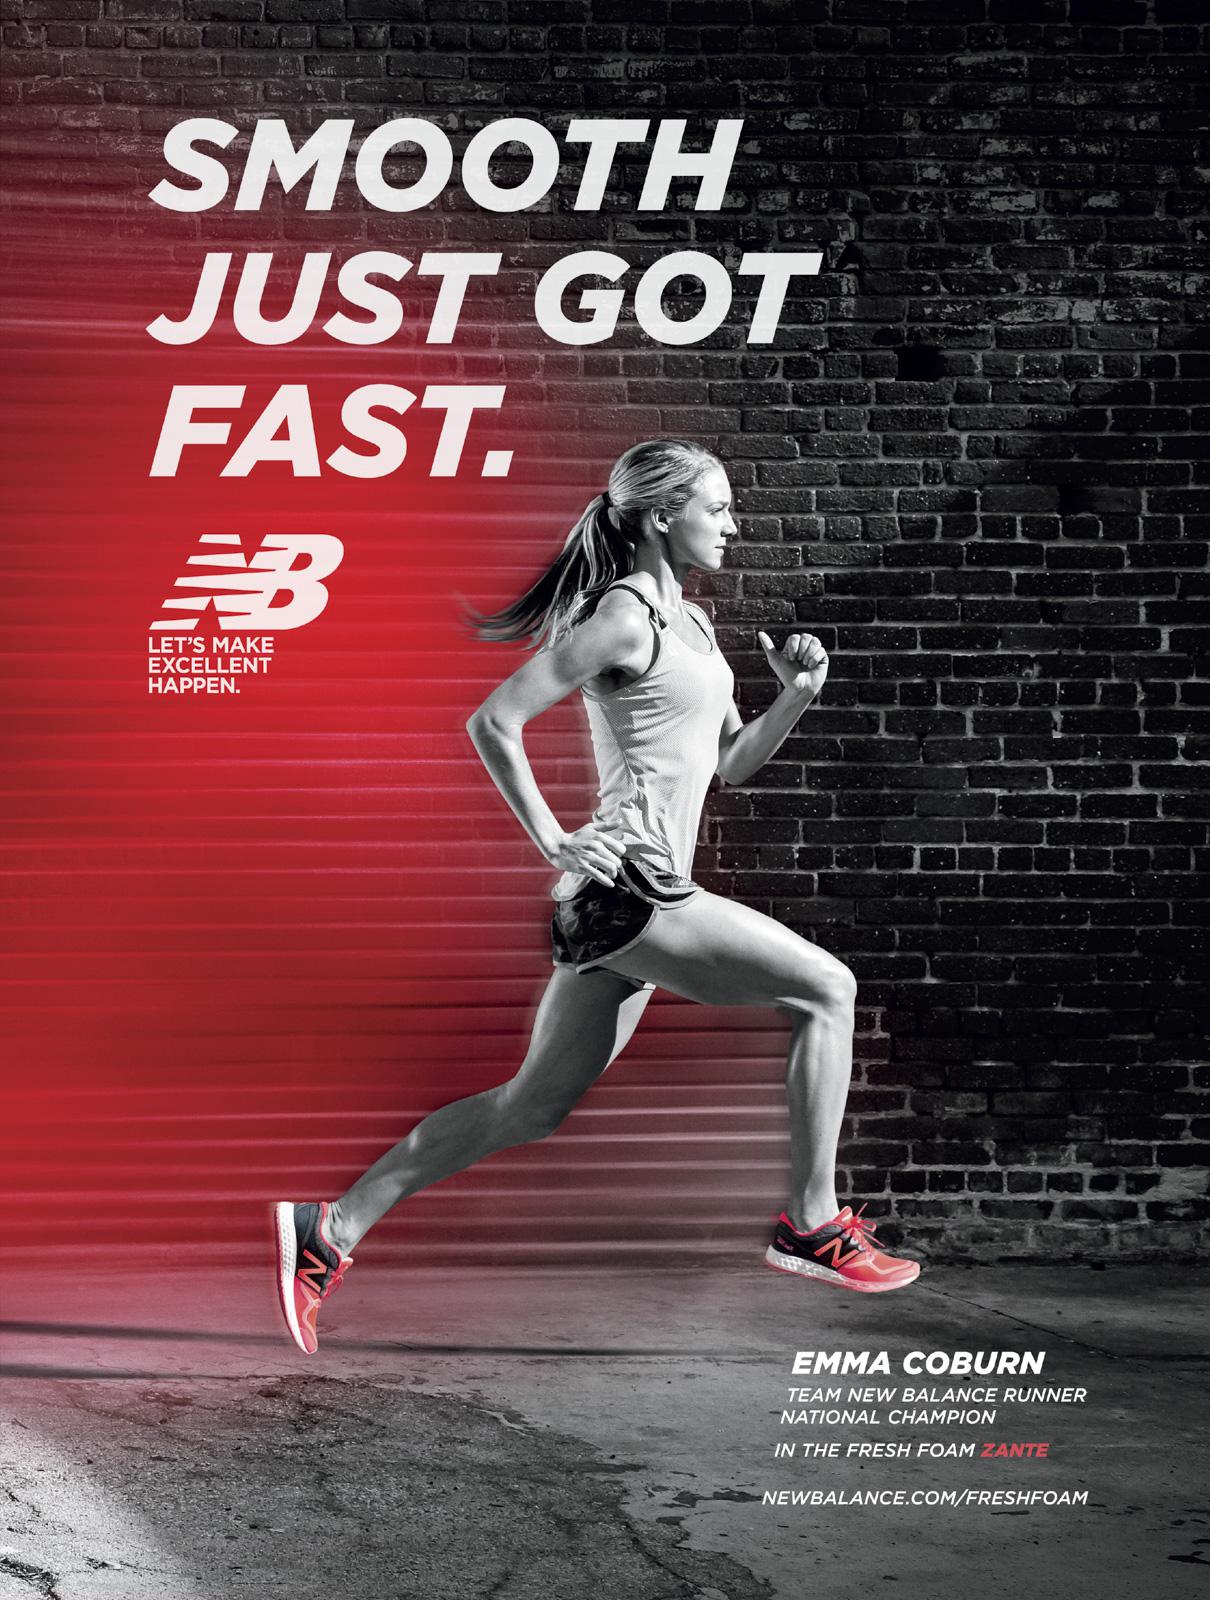 SMOOTH
JUST GOT
FAST.
NB
LET'S MAKE
EXCELLENT
HAPPEN.
N
N
EMMA COBURN
TEAM NEW BALANCE RUNNER
NATIONAL CHAMPION
IN THE FRESH FOAM ZANTE
NEWBALANCE.COM/FRESHFOAM